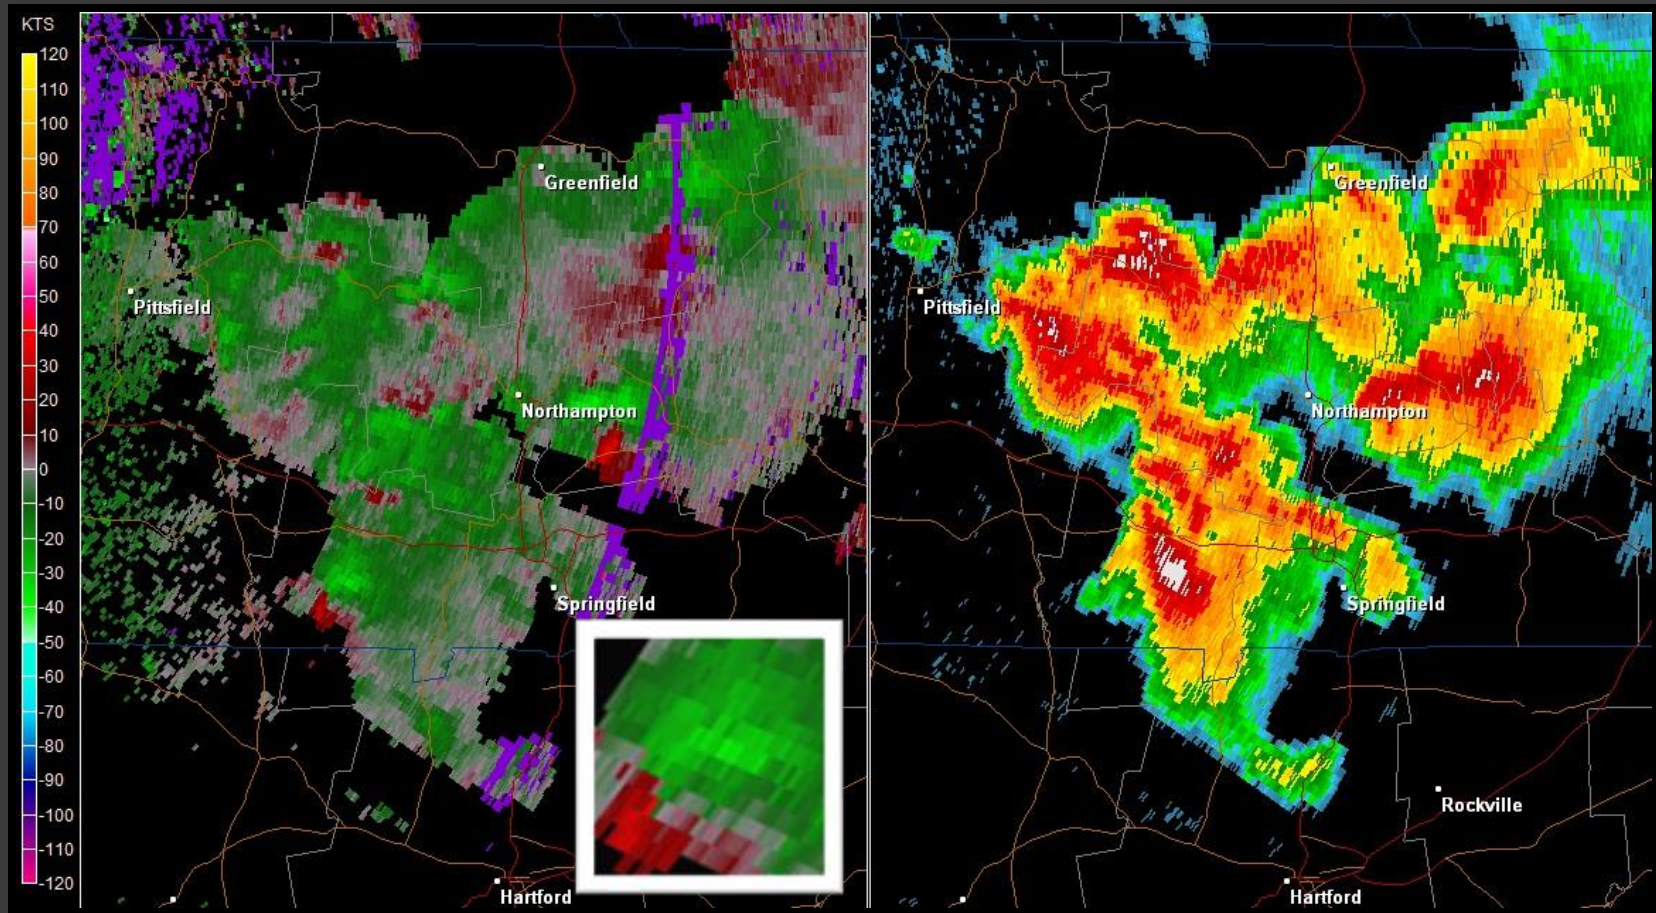 KTS
120
110
100
90
80
70
60
50
40
30
20
10
0
-10
-20
-30
-40
-50
-60
-70
-80
-90
-100
-110
-120
Greenfield
Pittsfield
Northampton
Springfield
Hartford
Greenfield
Pittsfield
Northampton
Springfield
Rockville
Hartford